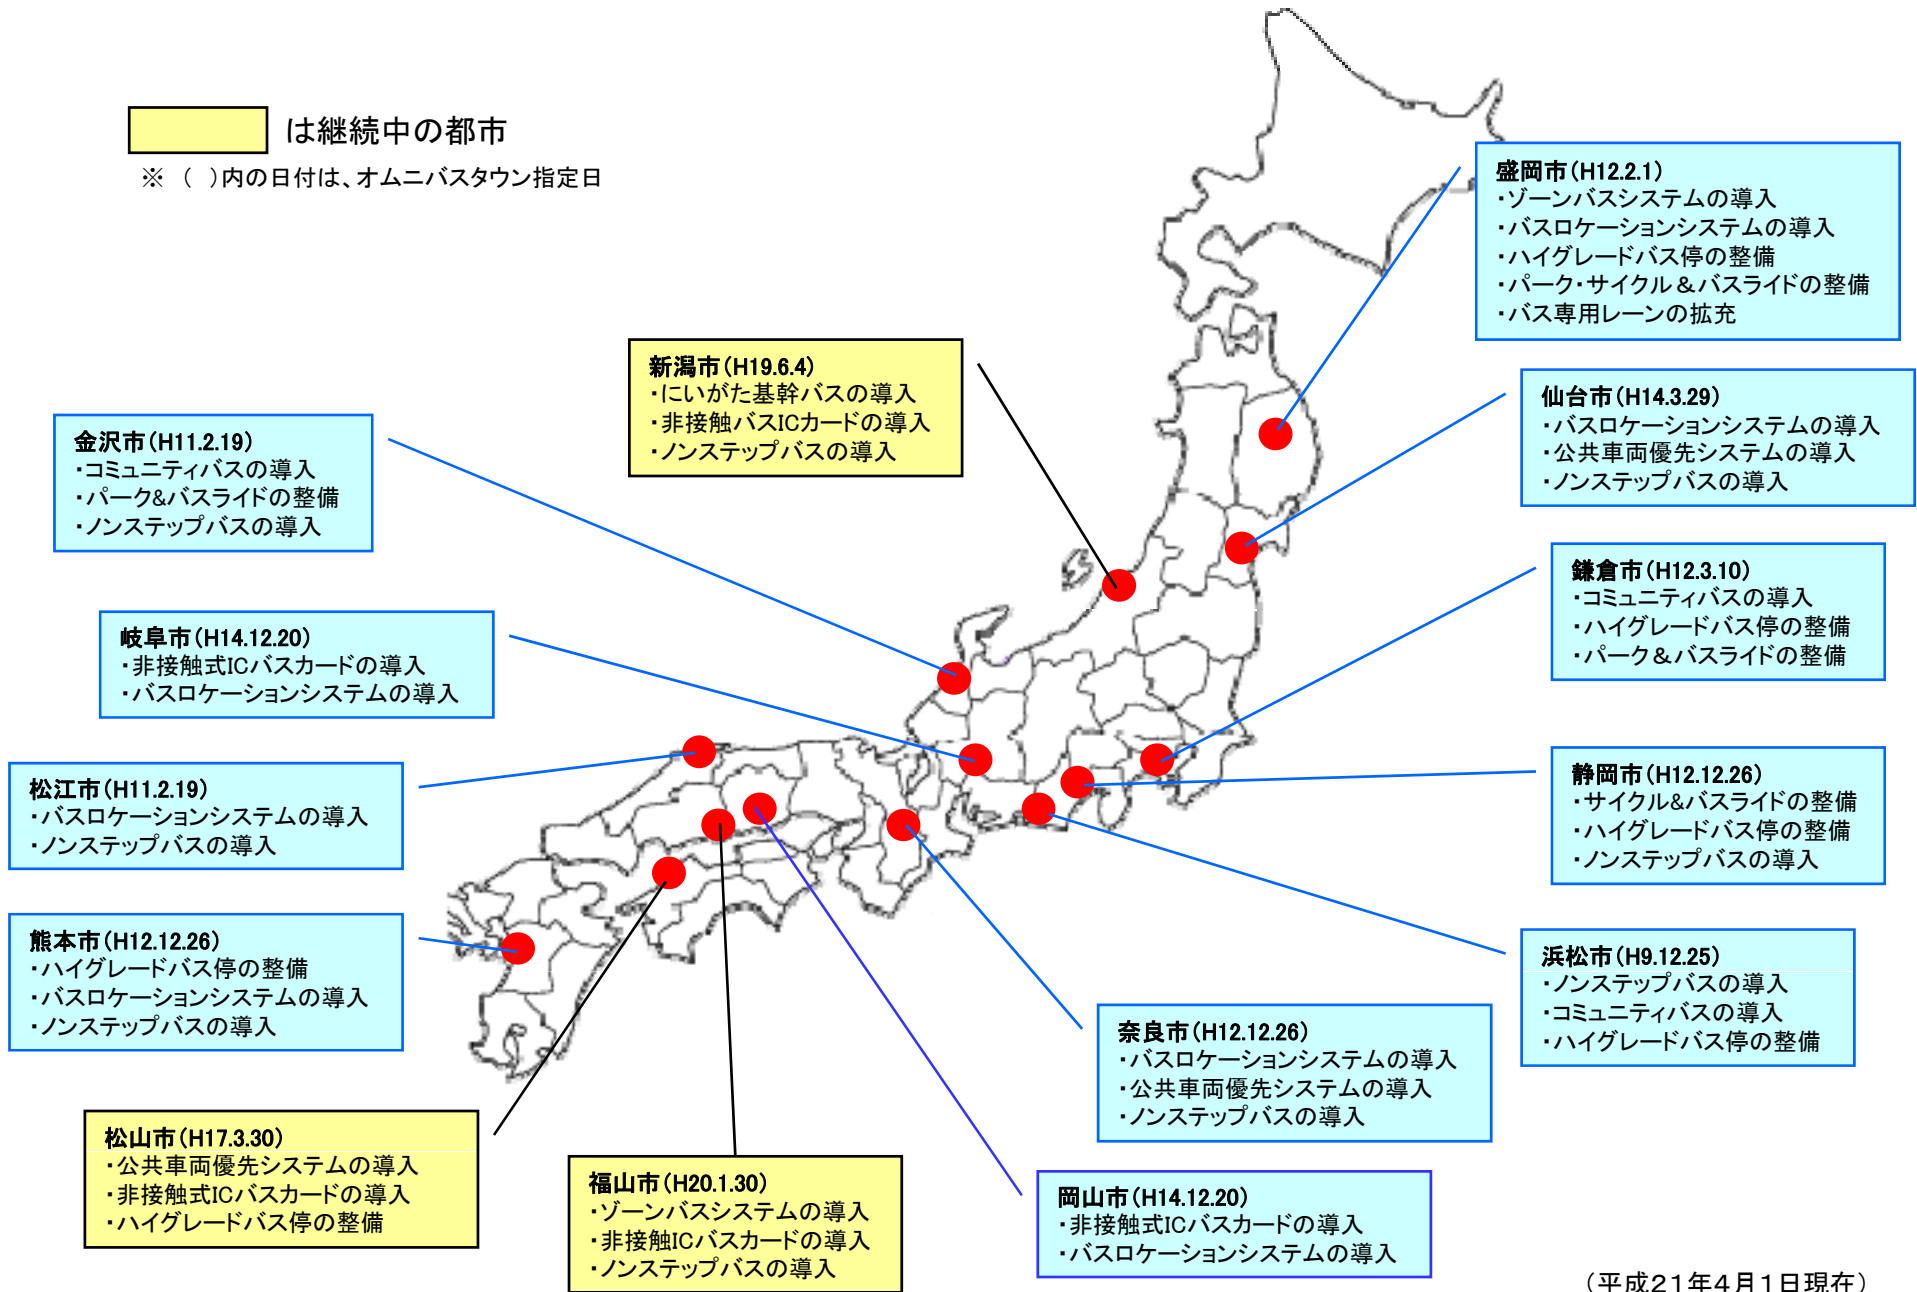 は継続中の都市
※ ( )内の日付は、オムニバスタウン指定日
盛岡市(H12.2.1)
・ゾーンバスシステムの導入
・バスロケーションシステムの導入
・ハイグレードバス停の整備
・パーク・サイクル&バスライドの整備
・バス専用レーンの拡充
新潟市(H19.6.4)
・にいがた基幹バスの導入
・非接触バスICカードの導入
・ノンステップバスの導入
仙台市(H14.3.29)
・バスロケーションシステムの導入
・公共車両優先システムの導入
・ノンステップバスの導入
金沢市(H11.2.19)
・コミュニティバスの導入
・パーク&バスライドの整備
・ノンステップバスの導入
鎌倉市(H12.3.10)
・コミュニティバスの導入
・ハイグレードバス停の整備
・パーク&バスライドの整備
岐阜市(H14.12.20)
・非接触式ICバスカードの導入
・バスロケーションシステムの導入
松江市(H11.2.19)
・バスロケーションシステムの導入
・ノンステップバスの導入
静岡市(H12.12.26)
・サイクル&バスライドの整備
・ハイグレードバス停の整備
・ノンステップバスの導入
熊本市(H12.12.26)
・ハイグレードバス停の整備
・バスロケーションシステムの導入
・ノンステップバスの導入
浜松市(H9.12.25)
・ノンステップバスの導入
・コミュニティバスの導入
・ハイグレードバス停の整備
奈良市(H12.12.26)
・バスロケーションシステムの導入
・公共車両優先システムの導入
・ノンステップバスの導入
松山市(H17.3.30)
・公共車両優先システムの導入
・非接触式ICバスカードの導入
・ハイグレードバス停の整備
福山市(H20.1.30)
・ゾーンバスシステムの導入
・非接触ICバスカードの導入
・ノンステップバスの導入
岡山市(H14.12.20)
・非接触式ICバスカードの導入
・バスロケーションシステムの導入
(平成21年4月1日現在)